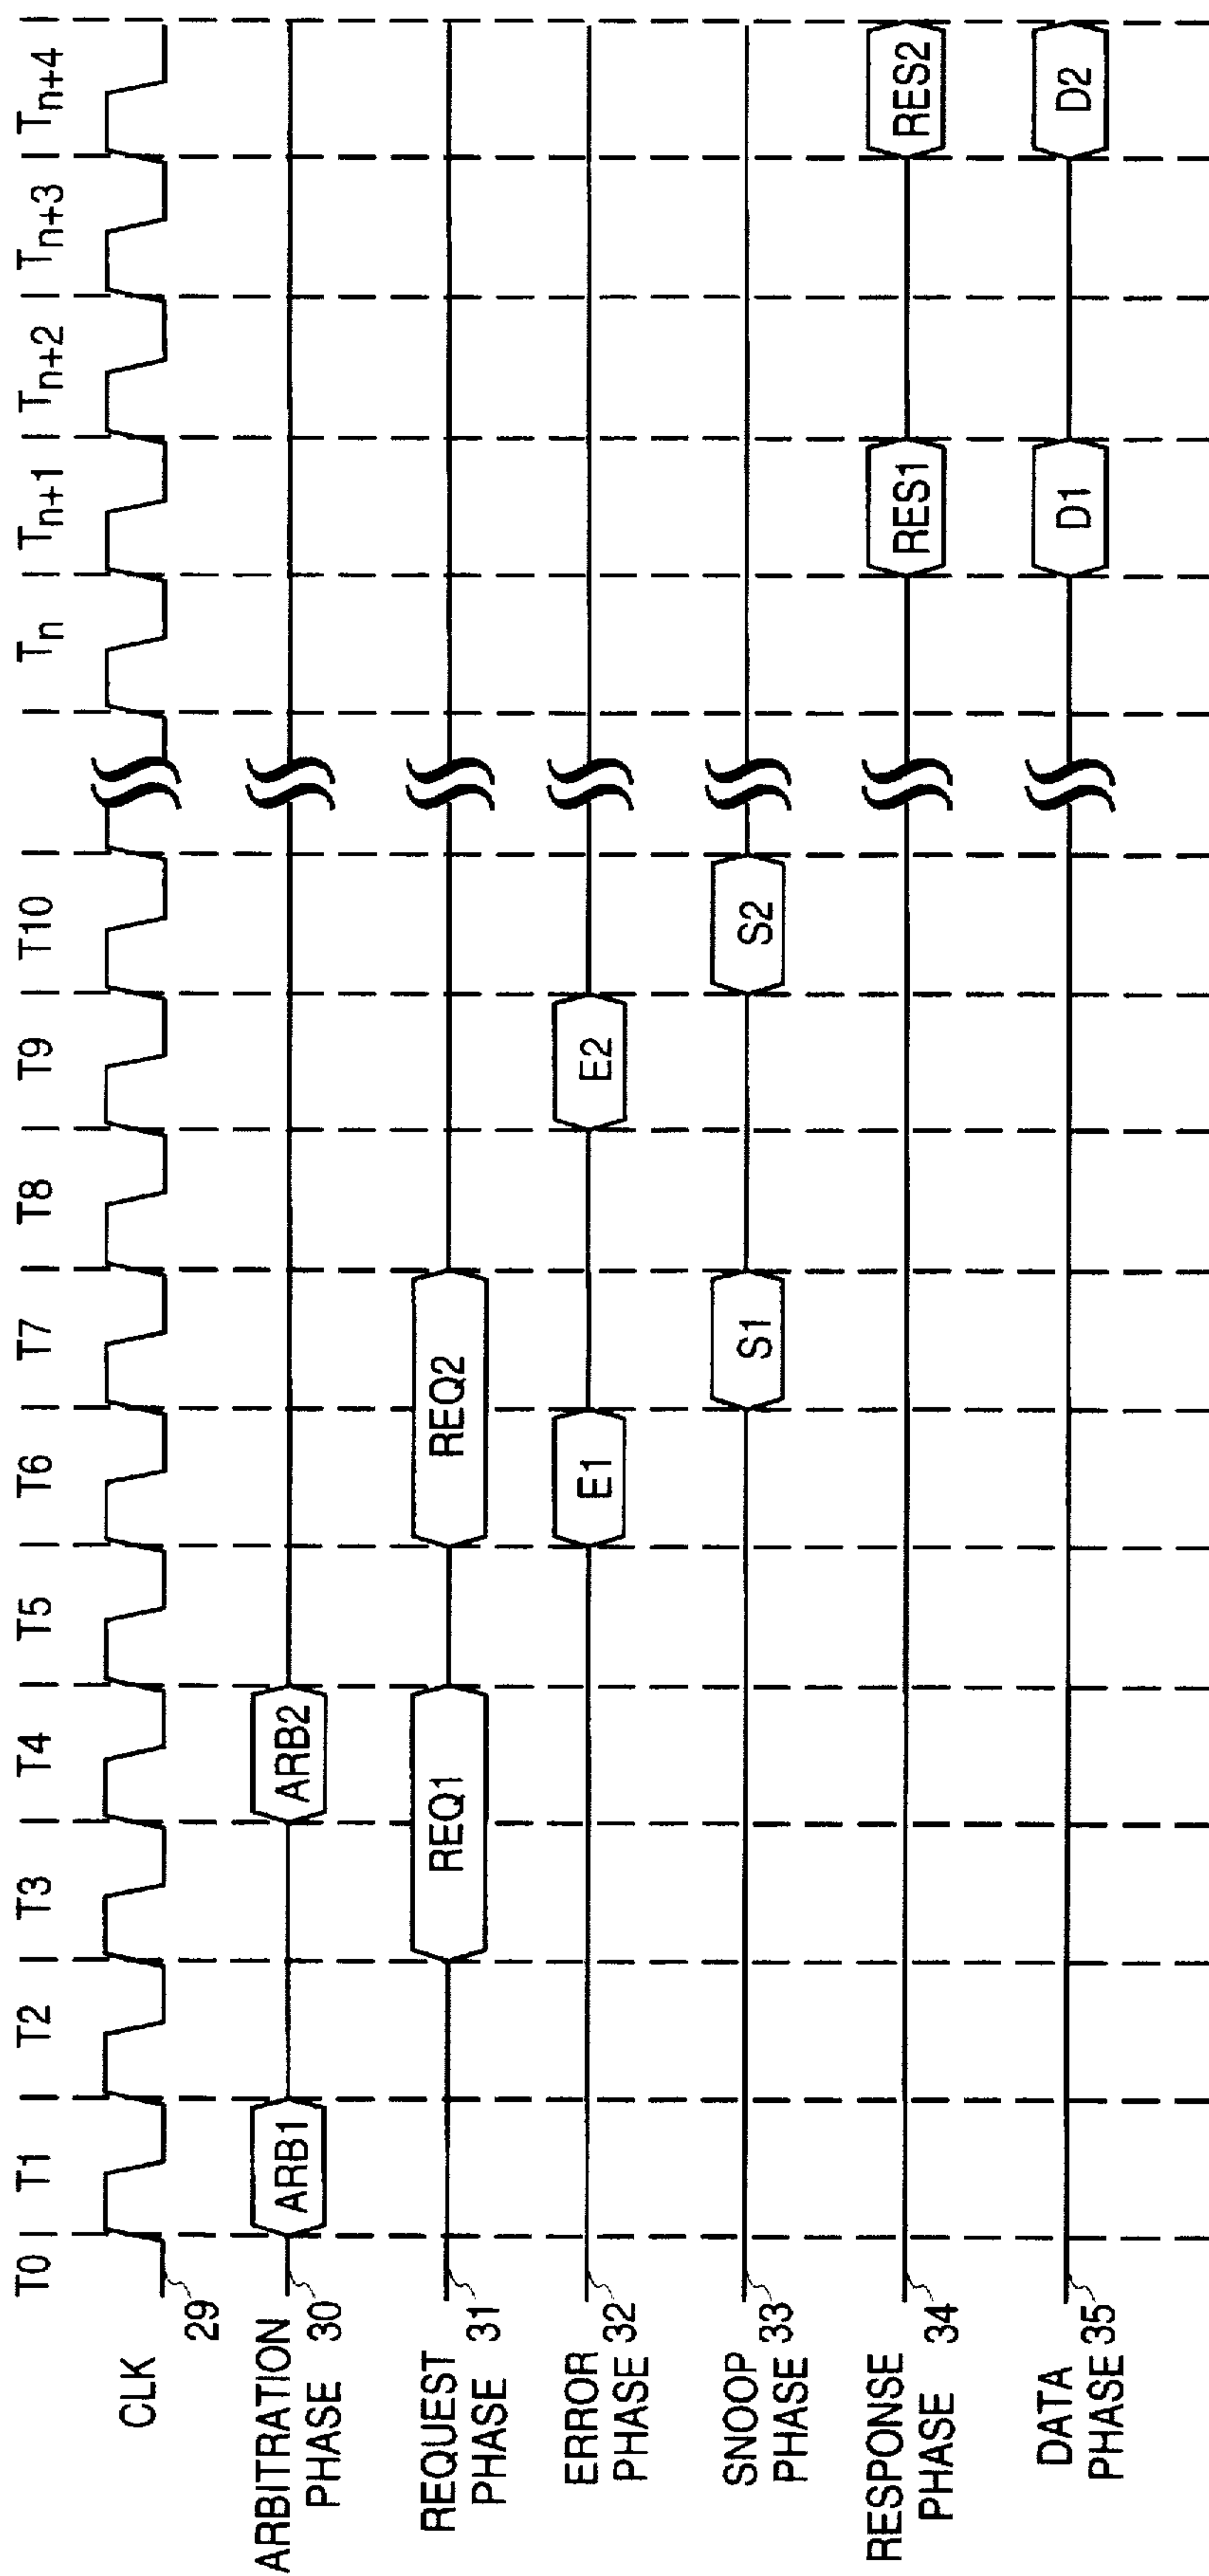 T0 T1 T2 T3 T4 T5 T6 T7 T8 T9 T10 Tn Tn+1 Tn+2 Tn+3 Tn+4
CLK
29
ARBITRATION
PHASE
30
ARB1 ARB2
REQUEST
PHASE
31
REQ1 REQ2
ERROR
PHASE
32
E1 E2
SNOOP
PHASE
33
S1 S2
RESPONSE
PHASE
34
RES1 RES2
DATA
PHASE
35
D1 D2